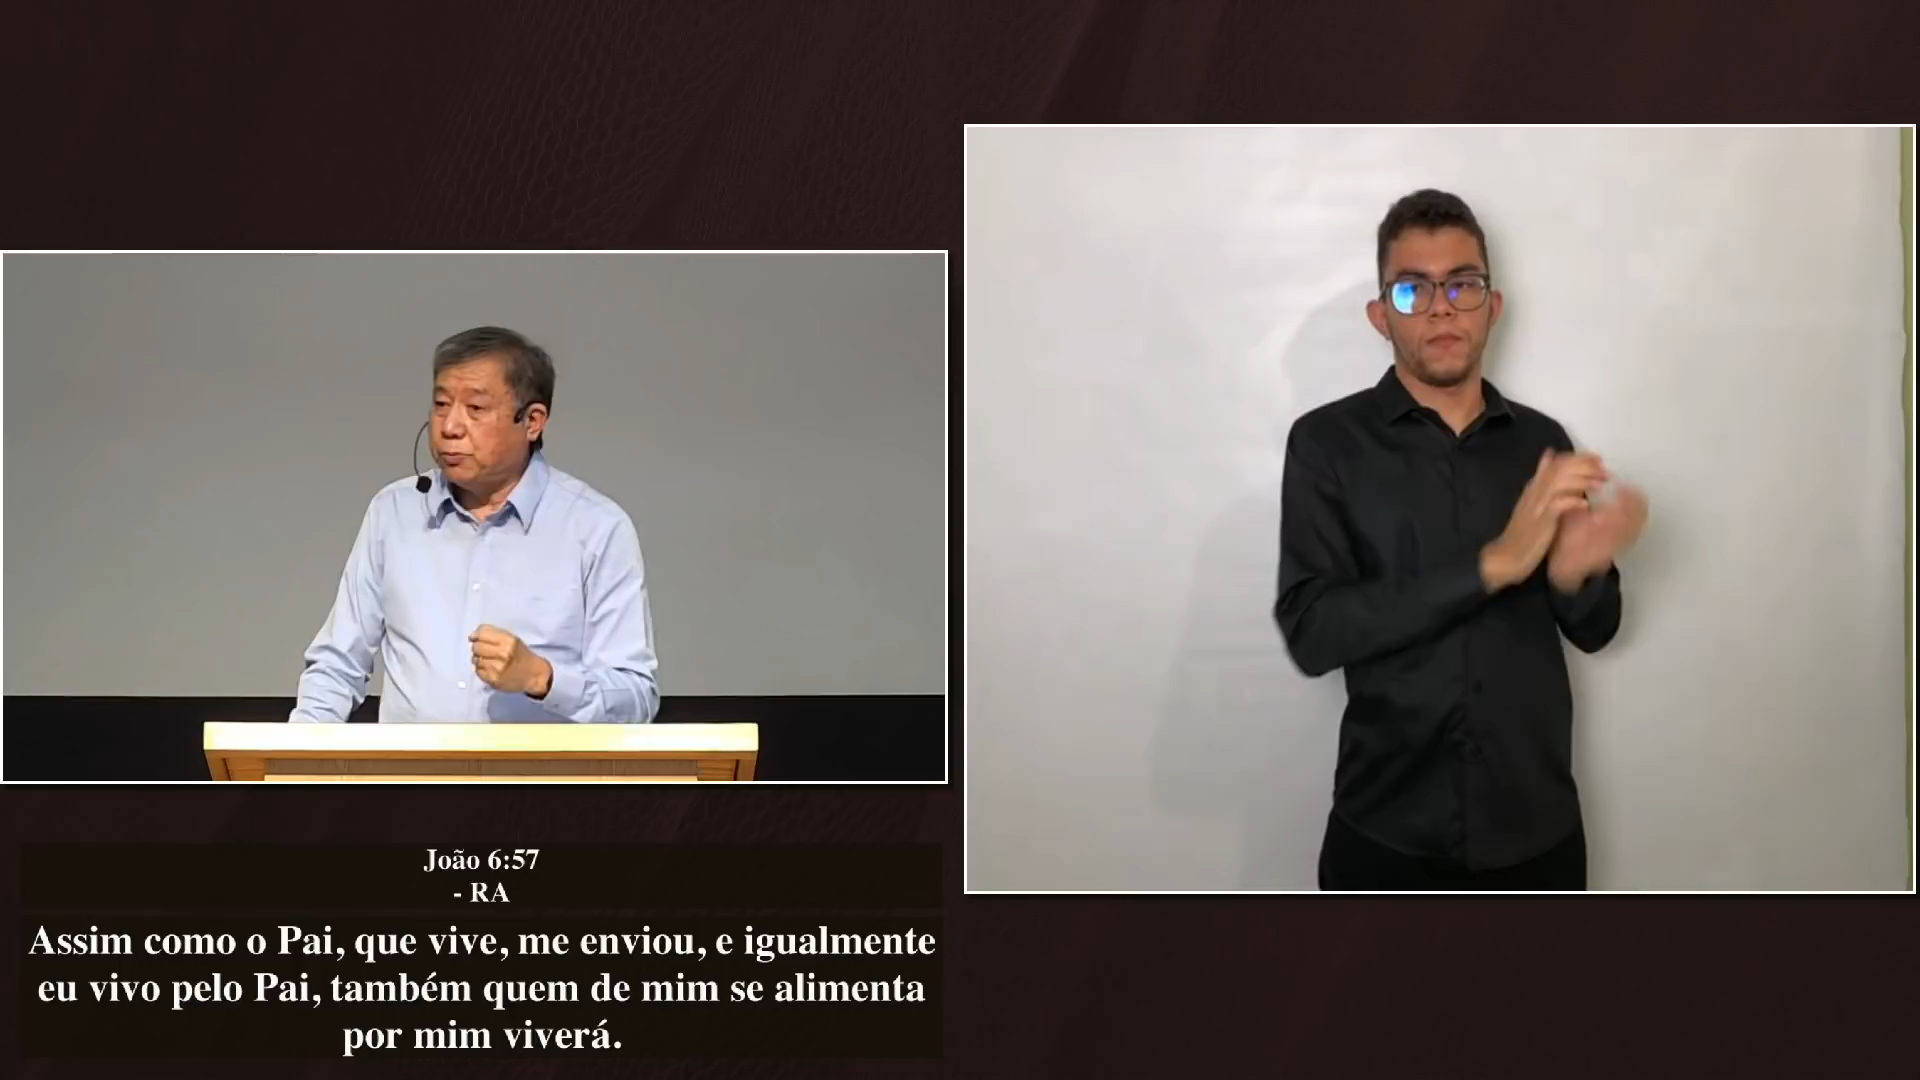 João 6:57
- RA
Assim como o Pai, que vive, me enviou, e igualmente
eu vivo pelo Pai, também quem de mim se alimenta
por mim viverá.